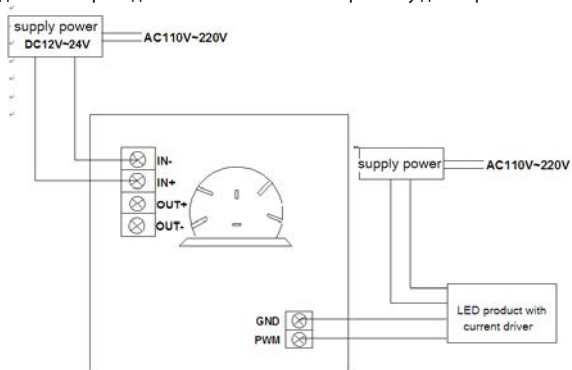 supply power
DC12V~24V
AC110V~220V
IN-
IN+
OUT+
OUT-
supply power
AC110V~220V
LED product with
current driver
GND
PWM